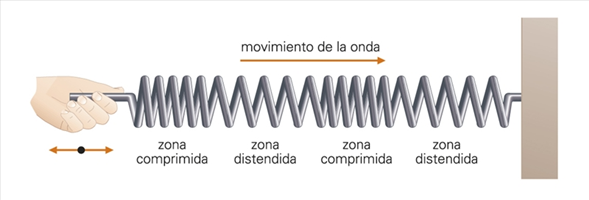 movimiento de la onda
zona comprimida
zona distendida
zona comprimida
zona distendida